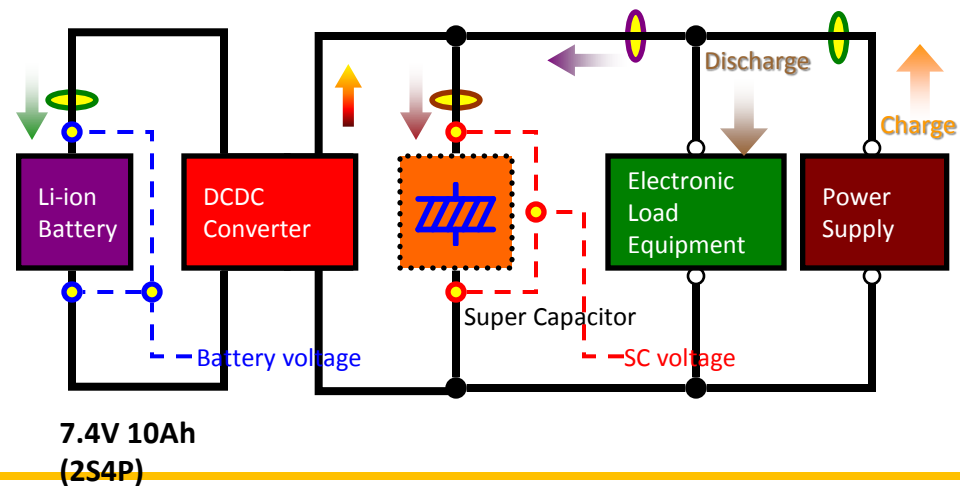 Discharge
Charge
Li-ion
Battery
DCDC
Converter
Electronic
Load
Equipment
Power
Supply
Super Capacitor
Battery voltage
SC voltage
7.4V 10Ah
(2S4P)